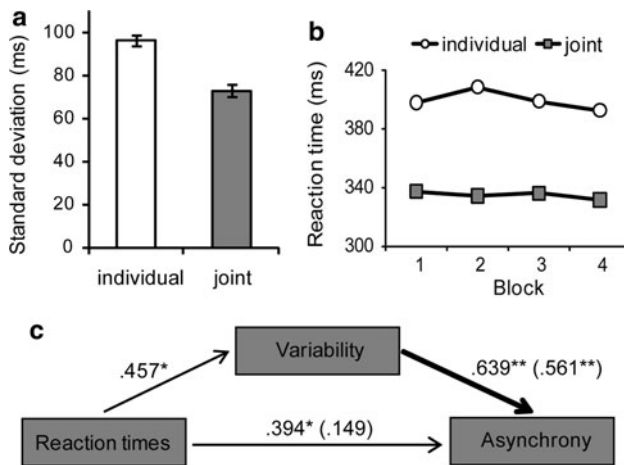 a
Standard deviation (ms)
100
80
60
40
20
0
individual joint
b
individual joint
Reaction time (ms)
420
380
340
300
1 2 3 4
Block
c
Variability
.457*
.639** (.561**)
.394* (.149)
Reaction times
Asynchrony